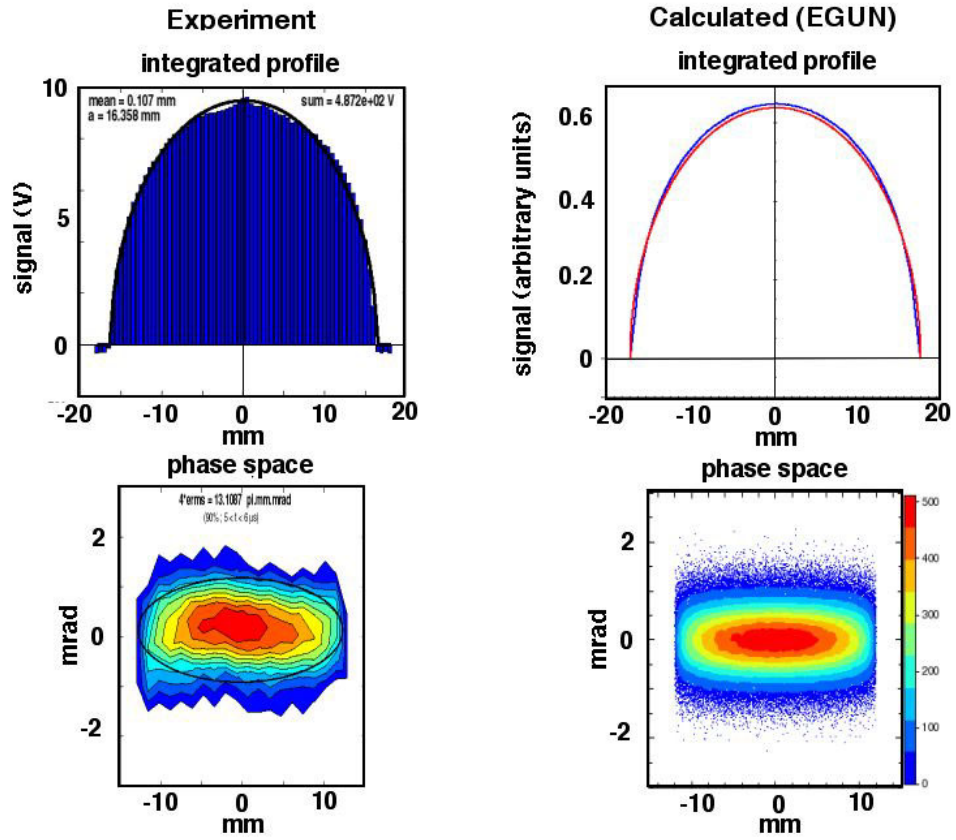 Experiment
integrated profile
mean = 0.107 mm
a = 16.358 mm
sum = 4.872e+02 V
10
5
0
signal (V)
-20 -10 0 10 20
mm
phase space
4*erms = 13.1087 pi.mm.mrad
(90% ; 5 < t < 6 µs)
2
0
-2
mrad
-10 0 10
mm
Calculated (EGUN)
integrated profile
0.6
0.4
0.2
0
signal (arbitrary units)
-20 -10 0 10 20
mm
phase space
2
0
-2
mrad
-10 0 10
mm
500
400
300
200
100
0